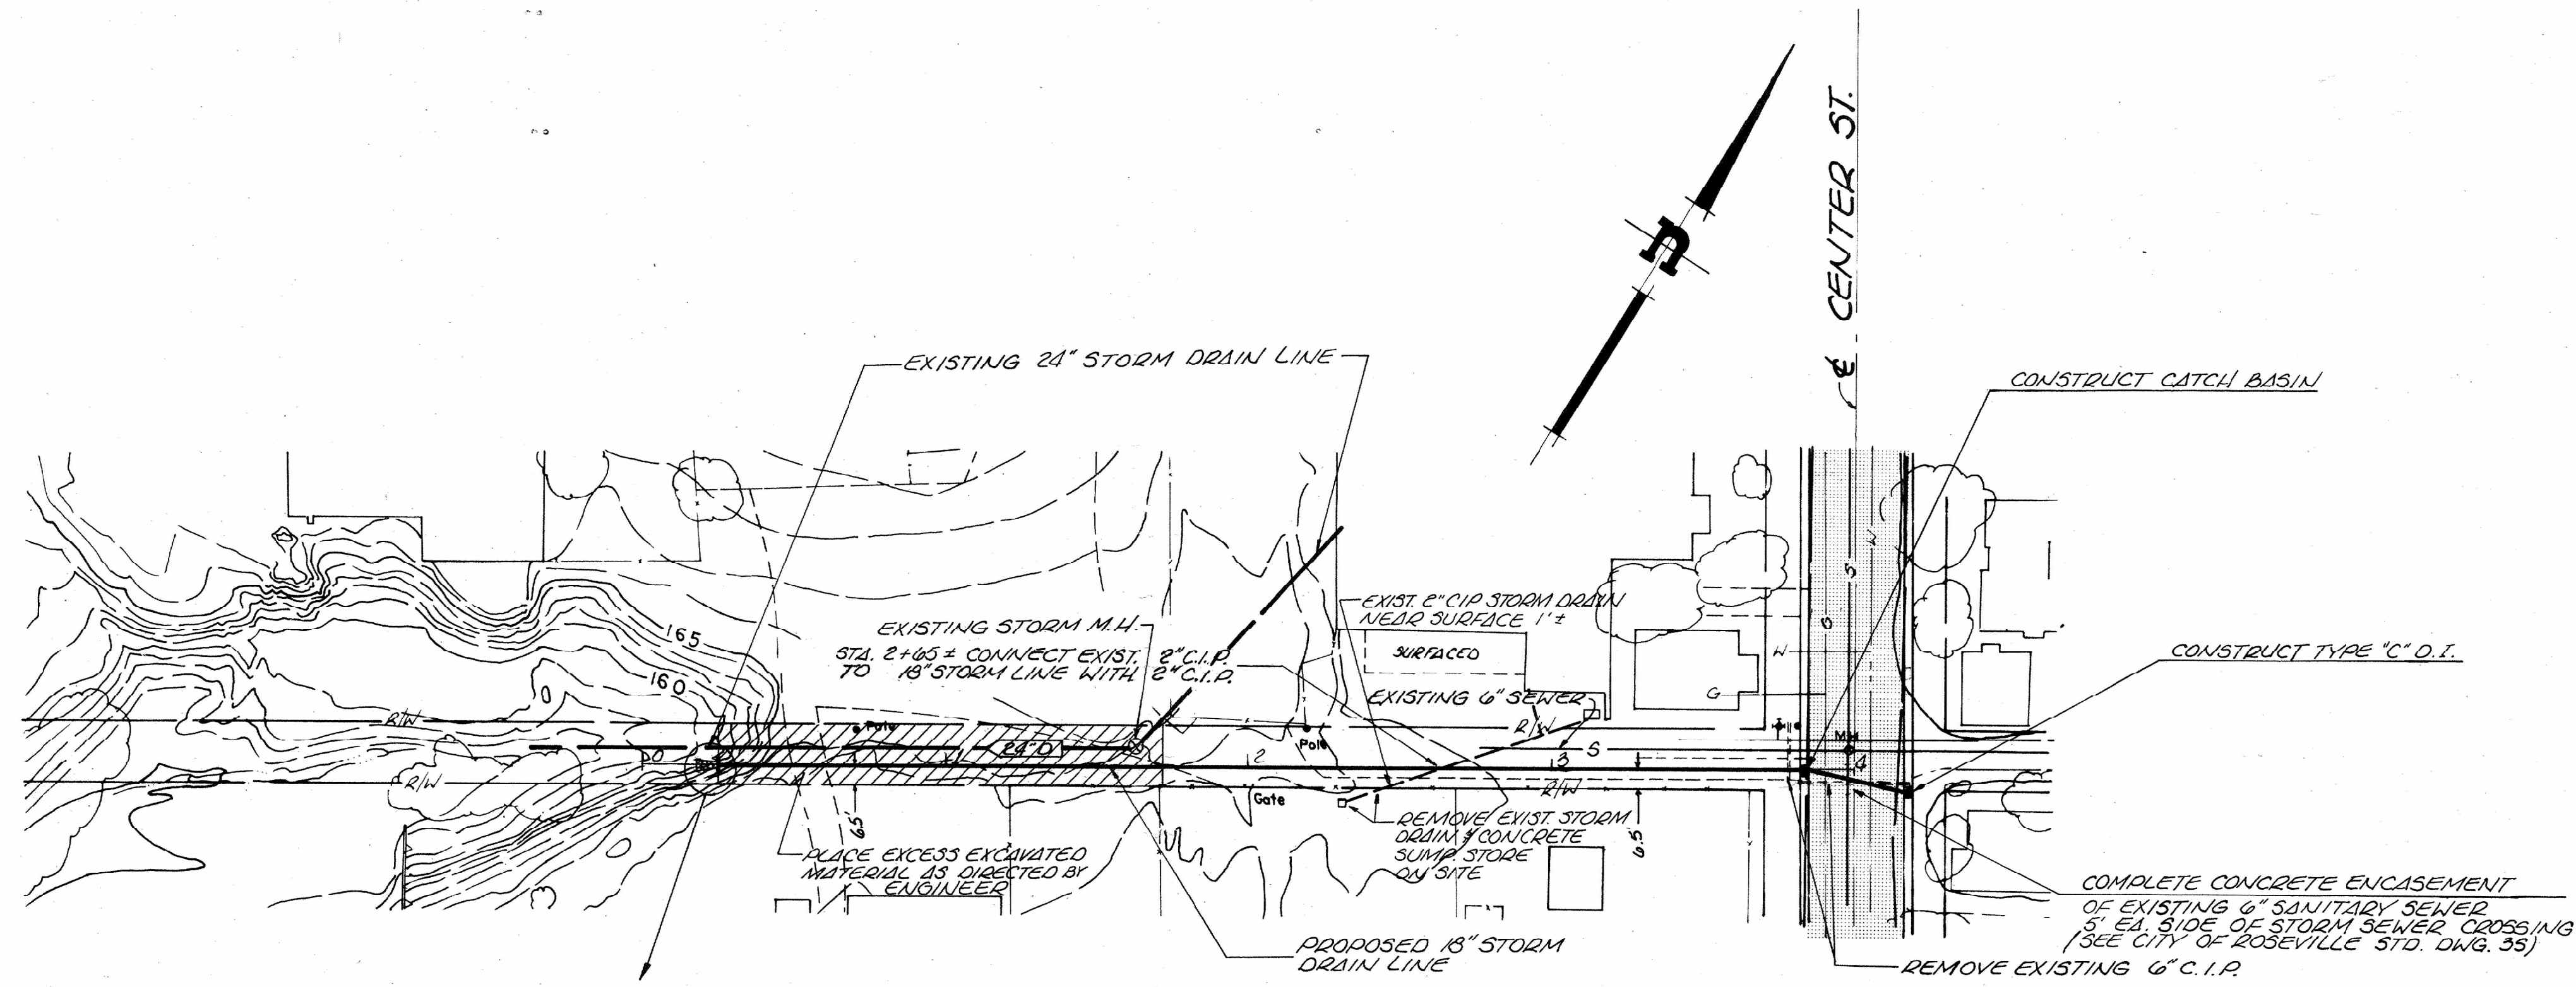 n
℄ CENTER ST.
EXISTING 24" STORM DRAIN LINE
CONSTRUCT CATCH BASIN
EXIST. 2" CIP STORM DRAIN
NEAR SURFACE 1' ±
EXISTING STORM M.H.
STA. 2+65 ± CONNECT EXIST. 2" C.I.P.
TO 18" STORM LINE WITH 2" C.I.P.
SURFACED
165
160
EXISTING 6" SEWER
CONSTRUCT TYPE "C" D.I.
W
S
G
W
G
R/W
R/W
Pole
Pole
R/W
S
MH
24" D
0
2
3
4
R/W
Gate
6.5'
6.5'
REMOVE EXIST. STORM
DRAIN & CONCRETE
SUMP. STORE
ON SITE
PLACE EXCESS EXCAVATED
MATERIAL AS DIRECTED BY
ENGINEER
COMPLETE CONCRETE ENCASEMENT
OF EXISTING 6" SANITARY SEWER
5' EA. SIDE OF STORM SEWER CROSSING
(SEE CITY OF ROSEVILLE STD. DWG. 35)
PROPOSED 18" STORM
DRAIN LINE
REMOVE EXISTING 6" C.I.P.